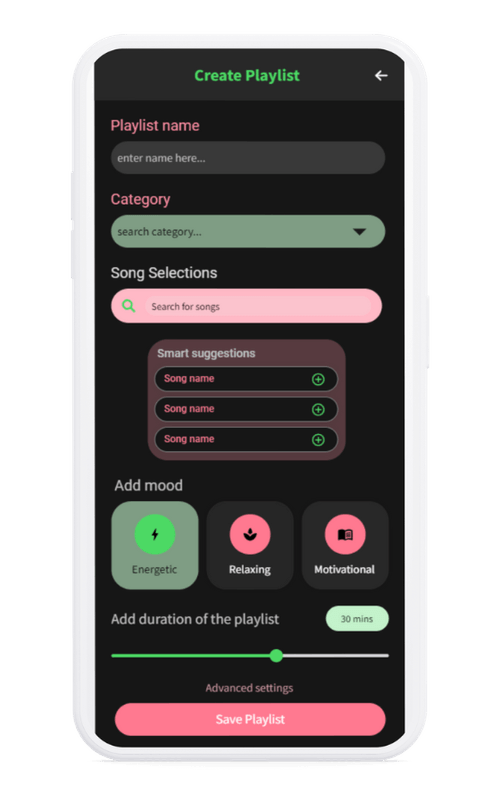 Create Playlist
Playlist name
enter name here...
Category
search category...
Song Selections
Search for songs
Smart suggestions
Song name
Song name
Song name
Add mood
Energetic
Relaxing
Motivational
Add duration of the playlist
30 mins
Advanced settings
Save Playlist